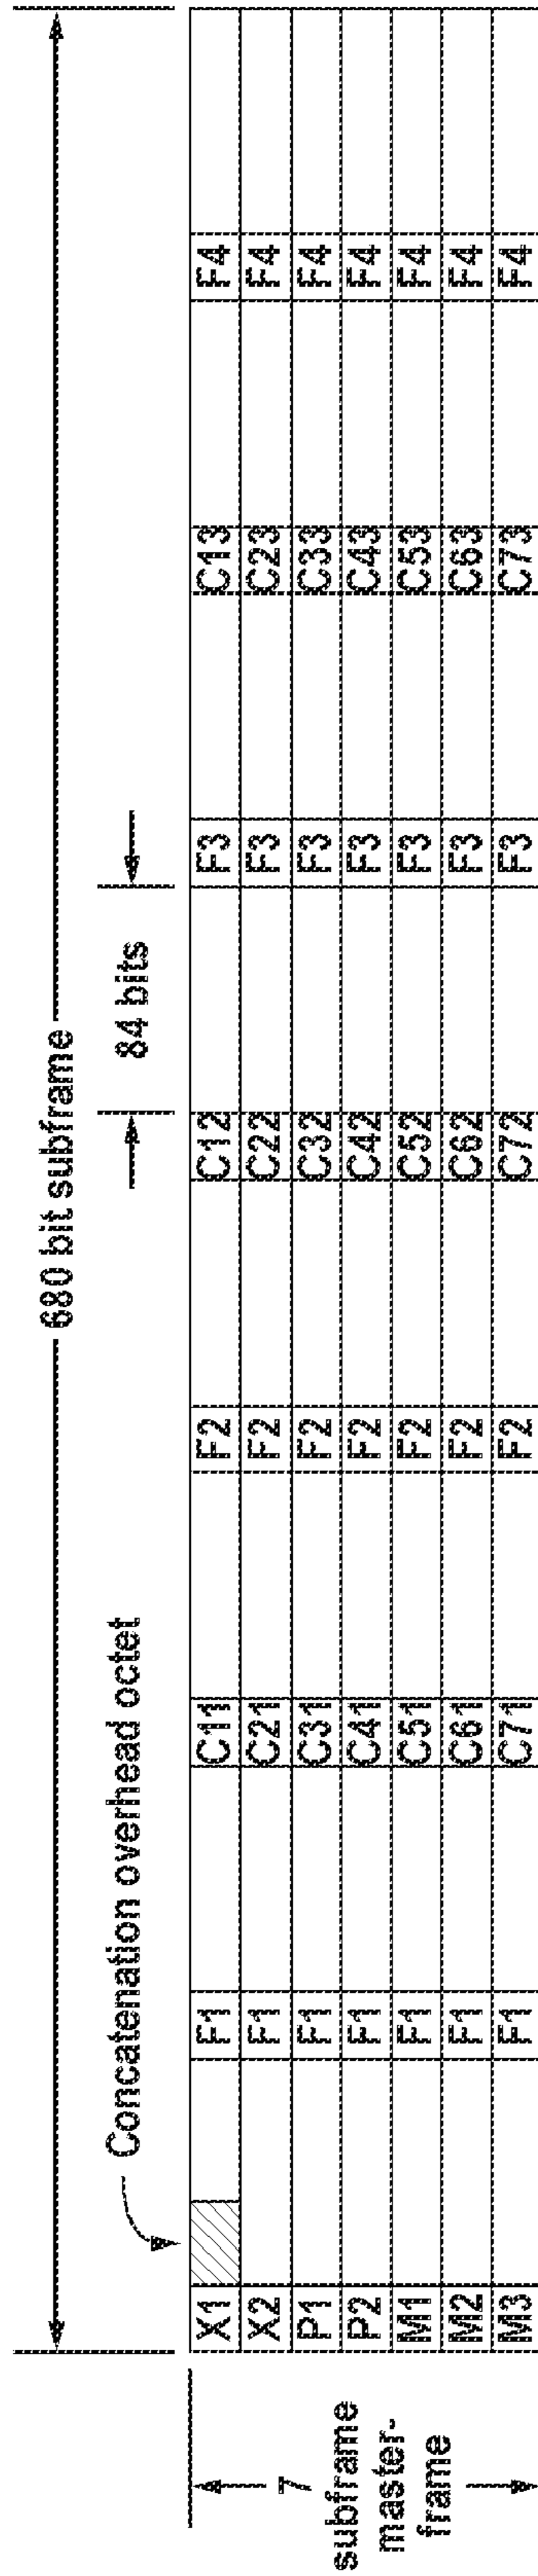 680 bit subframe
84 bits
Concatenation overhead octet
7
subframe
master-
frame
X1 F1 C11 F2 C12 F3 C13 F4
X2 F1 C21 F2 C22 F3 C23 F4
P1 F1 C31 F2 C32 F3 C33 F4
P2 F1 C41 F2 C42 F3 C43 F4
M1 F1 C51 F2 C52 F3 C53 F4
M2 F1 C61 F2 C62 F3 C63 F4
M3 F1 C71 F2 C72 F3 C73 F4